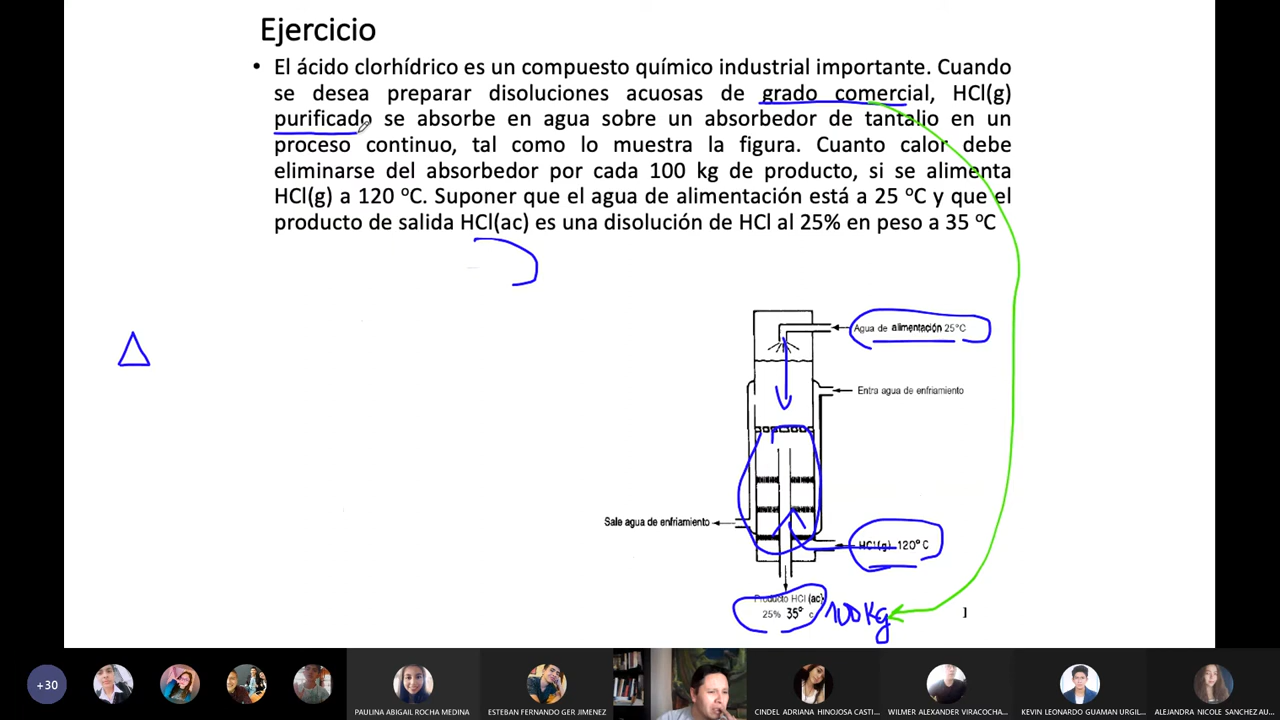 Ejercicio
• El ácido clorhídrico es un compuesto químico industrial importante. Cuando
se desea preparar disoluciones acuosas de grado comercial, HCl(g)
purificado se absorbe en agua sobre un absorbedor de tantalio en un
proceso continuo, tal como lo muestra la figura. Cuanto calor debe
eliminarse del absorbedor por cada 100 kg de producto, si se alimenta
HCl(g) a 120 ºC. Suponer que el agua de alimentación está a 25 ºC y que el
producto de salida HCl(ac) es una disolución de HCl al 25% en peso a 35 ºC
Agua de alimentación 25°C
Entra agua de enfriamiento
Sale agua de enfriamiento
HCl(g) 120° C
Producto HCl (ac)
25% 35° c
100 Kg
+30
PAULINA ABIGAIL ROCHA MEDINA
ESTEBAN FERNANDO GER JIMENEZ
CINDEL ADRIANA HINOJOSA CASTI...
WILMER ALEXANDER VIRACOCHA...
KEVIN LEONARDO GUAMAN URGIL...
ALEJANDRA NICOLE SANCHEZ AU...